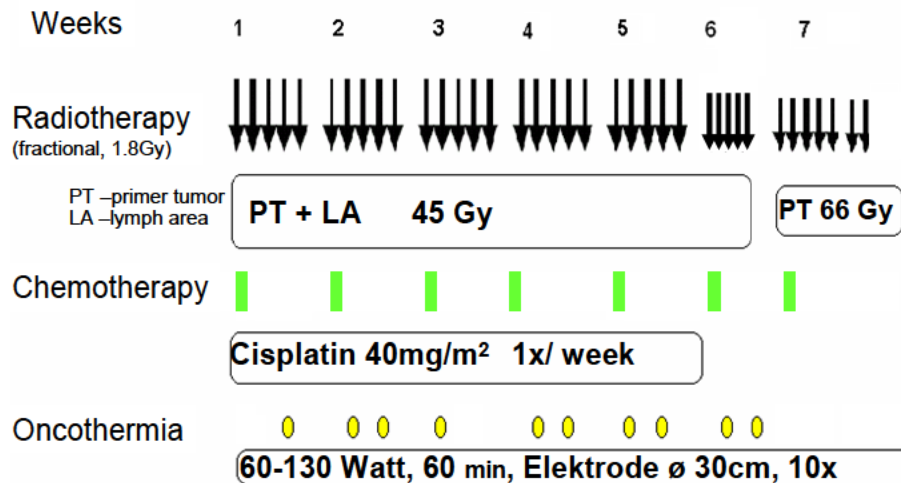 Weeks 1 2 3 4 5 6 7
Radiotherapy
(fractional, 1.8Gy)
PT –primer tumor
LA –lymph area
PT + LA 45 Gy
PT 66 Gy
Chemotherapy
Cisplatin 40mg/m² 1x/ week
Oncothermia
60-130 Watt, 60 min, Elektrode ø 30cm, 10x